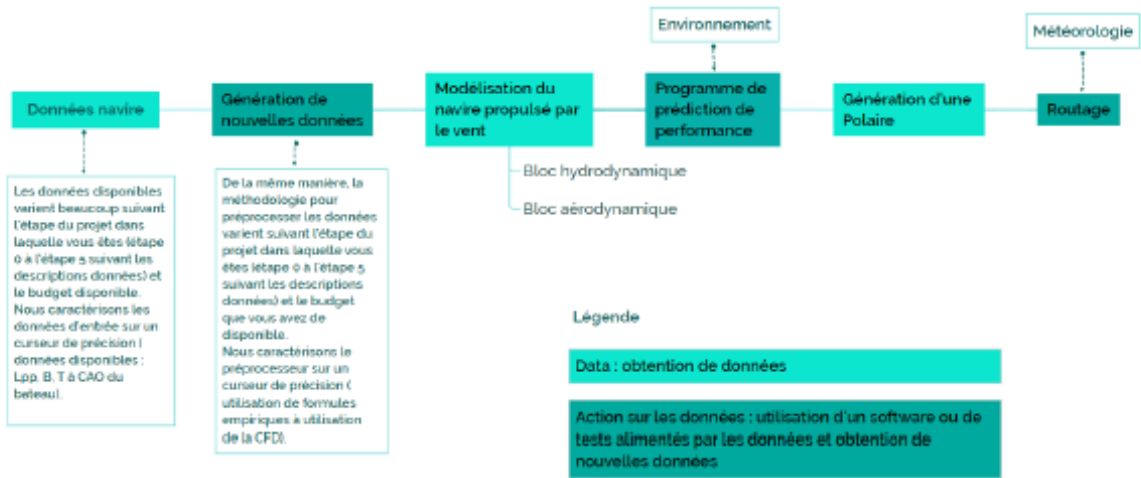 Environnement
Météorologie
Données navire
Génération de
nouvelles données
Modélisation du
navire propulsé par
le vent
Programme de
prédiction de
performance
Génération d'une
Polaire
Routage
Bloc hydrodynamique
Bloc aérodynamique
Les données disponibles
varient beaucoup suivant
l'étape du projet dans
laquelle vous êtes (étape
0 à l'étape 5 suivant les
descriptions données) et
le budget disponible.
Nous caractérisons les
données d'entrée sur un
curseur de précision (
données disponibles :
Lpp, B, T à CAO du
bateau).
De la même manière, la
méthodologie pour
préprocesser les données
varient suivant l'étape du
projet dans laquelle vous
êtes (étape 0 à l'étape 5
suivant les descriptions
données) et le budget
que vous avez de
disponible.
Nous caractérisons le
préprocesseur sur un
curseur de précision (
utilisation de formules
empiriques à utilisation
de la CFD).
Légende
Data : obtention de données
Action sur les données : utilisation d'un software ou de
tests alimentés par les données et obtention de
nouvelles données